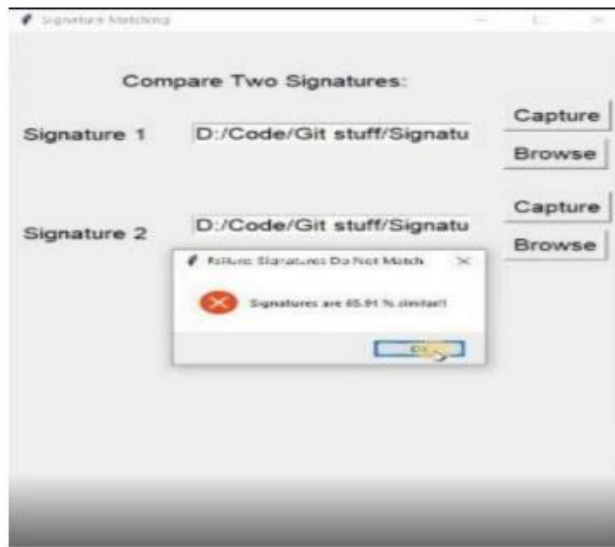 Signature Matching
Compare Two Signatures:
Capture
Signature 1 D:/Code/Git stuff/Signatu
Browse
Capture
Signature 2 D:/Code/Git stuff/Signatu
Browse
Failure: Signatures Do Not Match
Signatures are 65.91 % similar!!